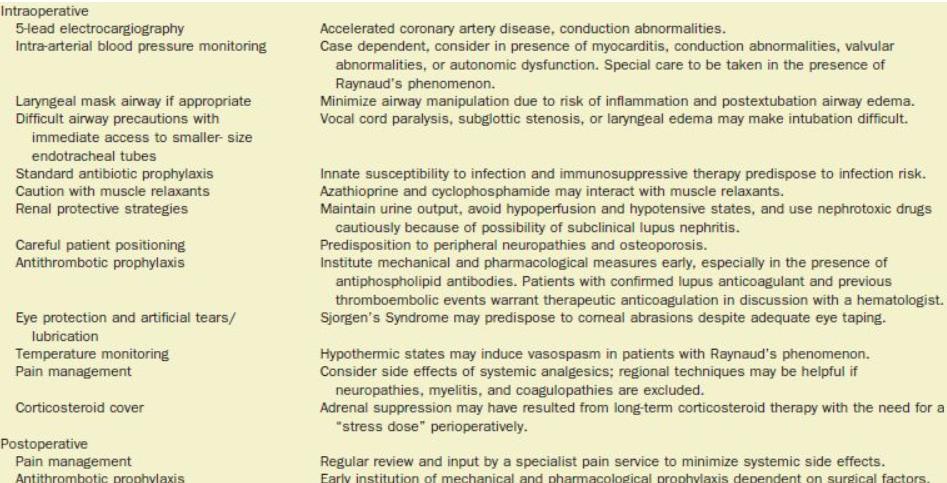 Intraoperative
5-lead electrocargiography Accelerated coronary artery disease, conduction abnormalities.
Intra-arterial blood pressure monitoring Case dependent, consider in presence of myocarditis, conduction abnormalities, valvular
abnormalities, or autonomic dysfunction. Special care to be taken in the presence of
Raynaud's phenomenon.
Laryngeal mask airway if appropriate Minimize airway manipulation due to risk of inflammation and postextubation airway edema.
Difficult airway precautions with Vocal cord paralysis, subglottic stenosis, or laryngeal edema may make intubation difficult.
immediate access to smaller- size
endotracheal tubes
Standard antibiotic prophylaxis Innate susceptibility to infection and immunosuppressive therapy predispose to infection risk.
Caution with muscle relaxants Azathioprine and cyclophosphamide may interact with muscle relaxants.
Renal protective strategies Maintain urine output, avoid hypoperfusion and hypotensive states, and use nephrotoxic drugs
cautiously because of possibility of subclinical lupus nephritis.
Careful patient positioning Predisposition to peripheral neuropathies and osteoporosis.
Antithrombotic prophylaxis Institute mechanical and pharmacological measures early, especially in the presence of
antiphospholipid antibodies. Patients with confirmed lupus anticoagulant and previous
thromboembolic events warrant therapeutic anticoagulation in discussion with a hematologist.
Eye protection and artificial tears/ Sjorgen's Syndrome may predispose to corneal abrasions despite adequate eye taping.
lubrication
Temperature monitoring Hypothermic states may induce vasospasm in patients with Raynaud's phenomenon.
Pain management Consider side effects of systemic analgesics; regional techniques may be helpful if
neuropathies, myelitis, and coagulopathies are excluded.
Corticosteroid cover Adrenal suppression may have resulted from long-term corticosteroid therapy with the need for a
"stress dose" perioperatively.
Postoperative
Pain management Regular review and input by a specialist pain service to minimize systemic side effects.
Antithrombotic prophylaxis Early institution of mechanical and pharmacological prophylaxis dependent on surgical factors.